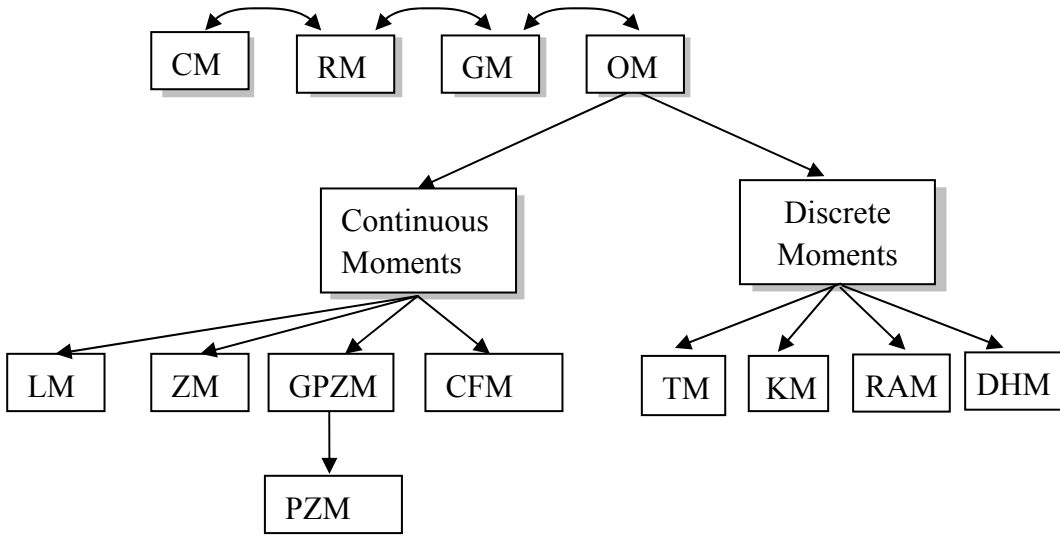 CM
RM
GM
OM
Continuous
Moments
Discrete
Moments
LM
ZM
GPZM
CFM
TM
KM
RAM
DHM
PZM